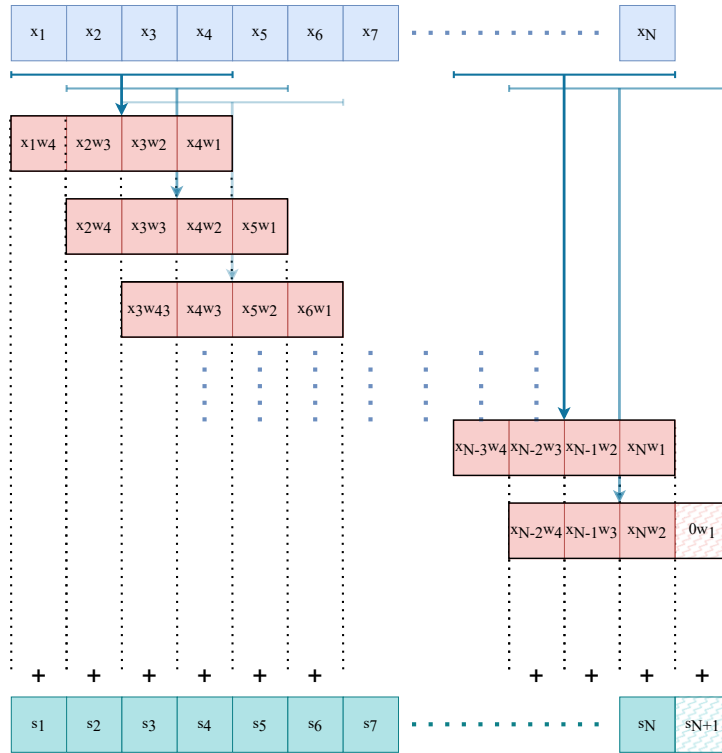 x1 x2 x3 x4 x5 x6 x7 xN
x1w4 x2w3 x3w2 x4w1
x2w4 x3w3 x4w2 x5w1
x3w43 x4w3 x5w2 x6w1
xN-3w4 xN-2w3 xN-1w2 xNw1
xN-2w4 xN-1w3 xNw2 0w1
+ + + + + + + + + +
s1 s2 s3 s4 s5 s6 s7 sN sN+1